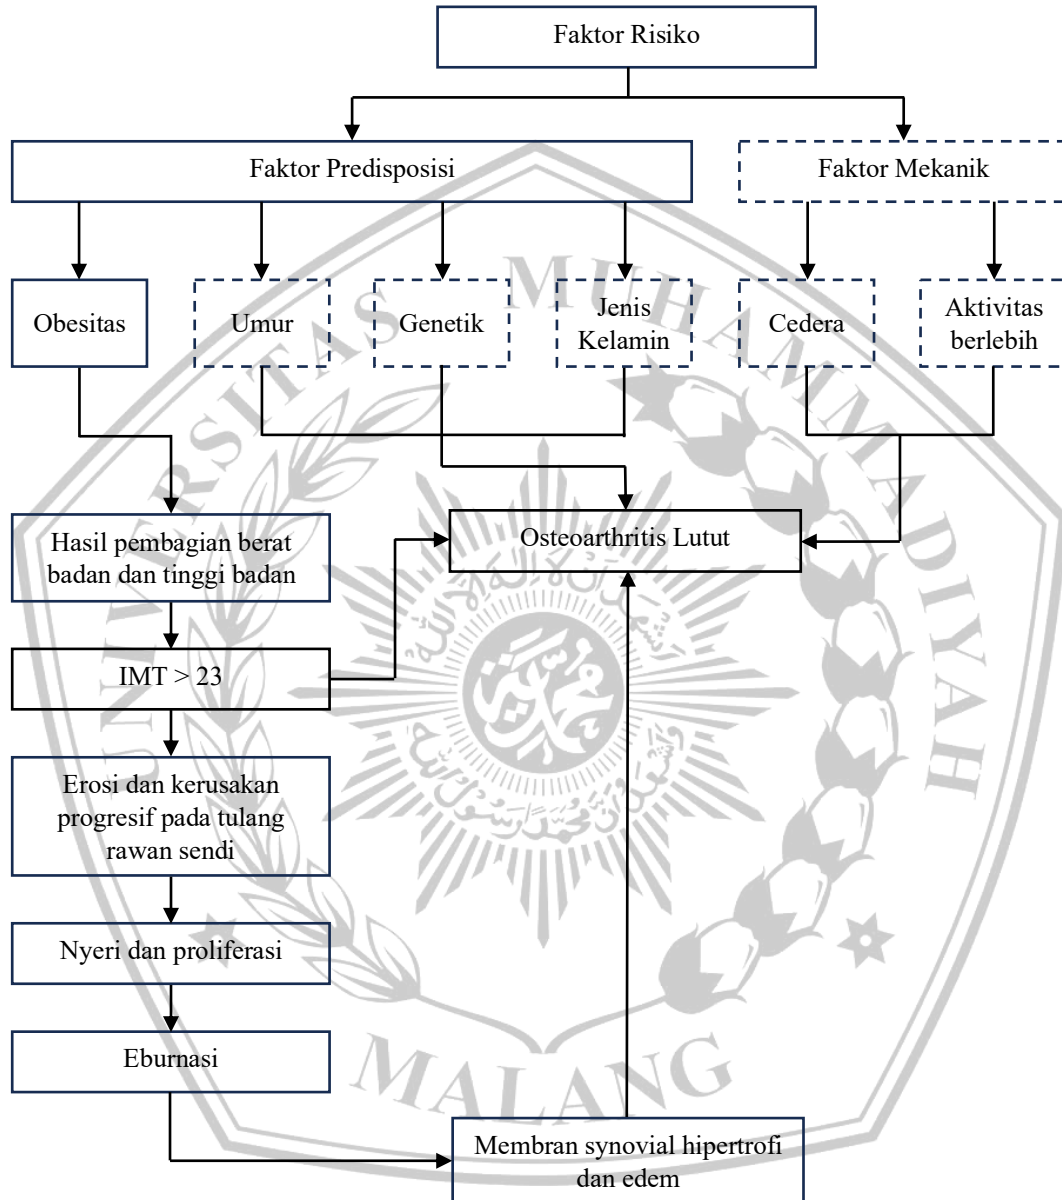 Faktor Risiko
Faktor Predisposisi
Faktor Mekanik
Obesitas
Umur
Genetik
Jenis
Kelamin
Cedera
Aktivitas
berlebih
Hasil pembagian berat
badan dan tinggi badan
Osteoarthritis Lutut
IMT > 23
Erosi dan kerusakan
progresif pada tulang
rawan sendi
Nyeri dan proliferasi
Eburnasi
Membran synovial hipertrofi
dan edem
UNIVERSITAS MUHAMMADIYAH
MALANG